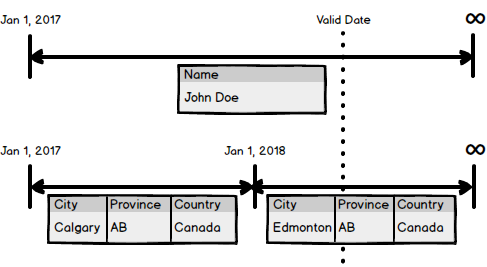 Jan 1, 2017 Valid Date ∞
Name
John Doe
Jan 1, 2017 Jan 1, 2018 ∞
City Province Country City Province Country
Calgary AB Canada Edmonton AB Canada